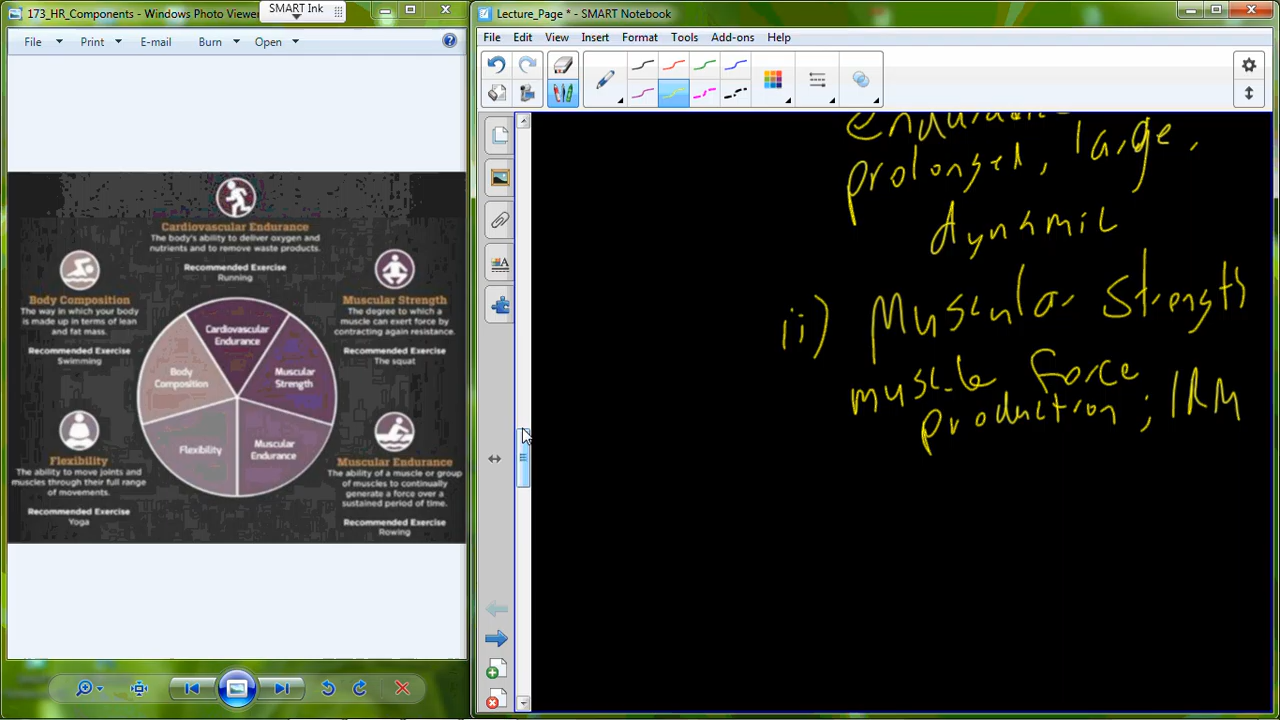 173_HR_Components - Windows Photo Viewer
SMART Ink
File Print E-mail Burn Open
Cardiovascular Endurance
The body's ability to deliver oxygen and
nutrients and to remove waste products.
Recommended Exercise
Running
Body Composition
The way in which your body
is made up in terms of lean
and fat mass.
Recommended Exercise
Swimming
Muscular Strength
The degree to which a
muscle can exert force by
contracting again resistance.
Recommended Exercise
The squat
Cardiovascular
Endurance
Body
Composition
Muscular
Strength
Flexibility
Muscular
Endurance
Flexibility
The ability to move joints and
muscles through their full range
of movements.
Recommended Exercise
Yoga
Muscular Endurance
The ability of a muscle or group
of muscles to continually
generate a force over a
sustained period of time.
Recommended Exercise
Rowing
Lecture_Page * - SMART Notebook
File Edit View Insert Format Tools Add-ons Help
prolonged, large,
dynamic
ii) Muscular Strength
muscle force
production; 1RM